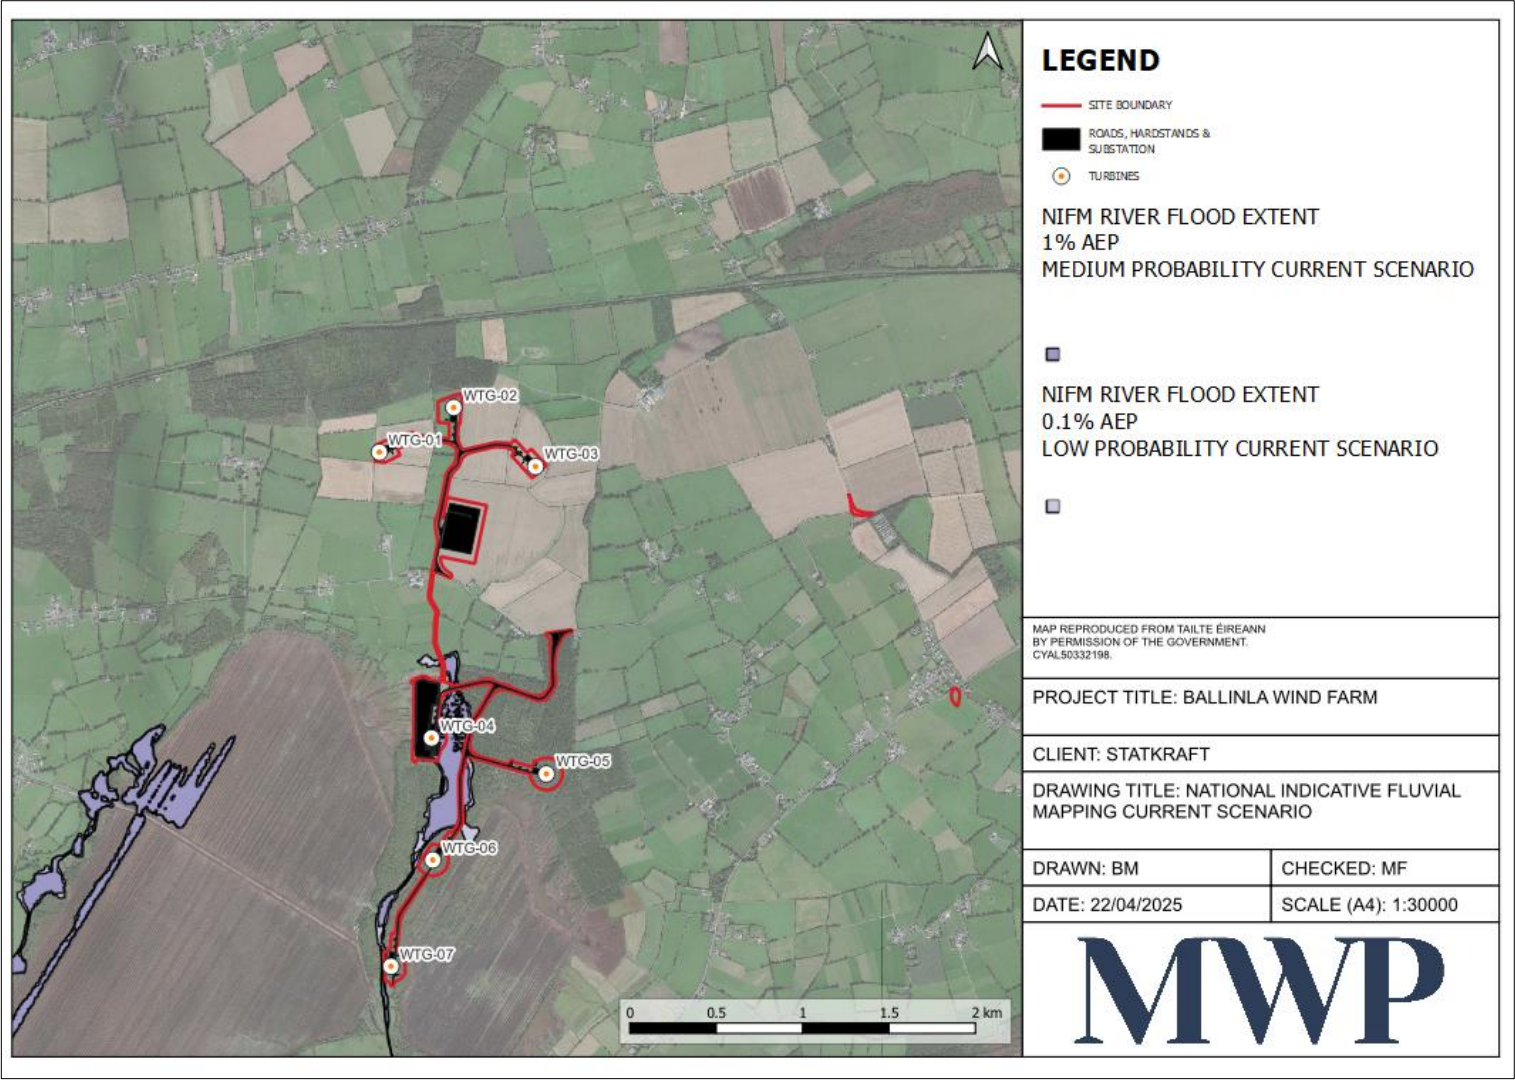 WTG-02
WTG-01
WTG-03
WTG-04
WTG-05
WTG-06
WTG-07
0 0.5 1 1.5 2 km
LEGEND
SITE BOUNDARY
ROADS, HARDSTANDS &
SUBSTATION
TURBINES
NIFM RIVER FLOOD EXTENT
1% AEP
MEDIUM PROBABILITY CURRENT SCENARIO
NIFM RIVER FLOOD EXTENT
0.1% AEP
LOW PROBABILITY CURRENT SCENARIO
MAP REPRODUCED FROM TAILTE ÉIREANN
BY PERMISSION OF THE GOVERNMENT.
CYAL50332198.
PROJECT TITLE: BALLINLA WIND FARM
CLIENT: STATKRAFT
DRAWING TITLE: NATIONAL INDICATIVE FLUVIAL
MAPPING CURRENT SCENARIO
DRAWN: BM CHECKED: MF
DATE: 22/04/2025 SCALE (A4): 1:30000
MWP